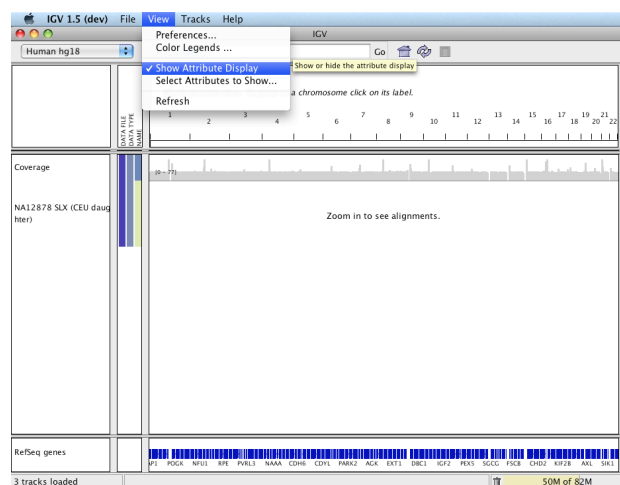 IGV 1.5 (dev) File View Tracks Help
IGV
Human hg18
Go
Preferences...
Color Legends ...
✓ Show Attribute Display
Select Attributes to Show...
Refresh
Show or hide the attribute display
a chromosome click on its label.
DATA FILE
DATA TYPE
NAME
1 3 5 7 9 11 13 15 17 19 21
2 4 6 8 10 12 14 16 18 20 22
Coverage
[0 - 77]
NA12878 SLX (CEU daug
hter)
Zoom in to see alignments.
RefSeq genes
AP1 POGK NFU1 RPE PVRL3 NAAA CDH6 CDYL PARK2 AGK EXT1 DBC1 IGF2 PEX5 SGCG FSCB CHD2 KIF2B AXL SIK1
3 tracks loaded
50M of 82M